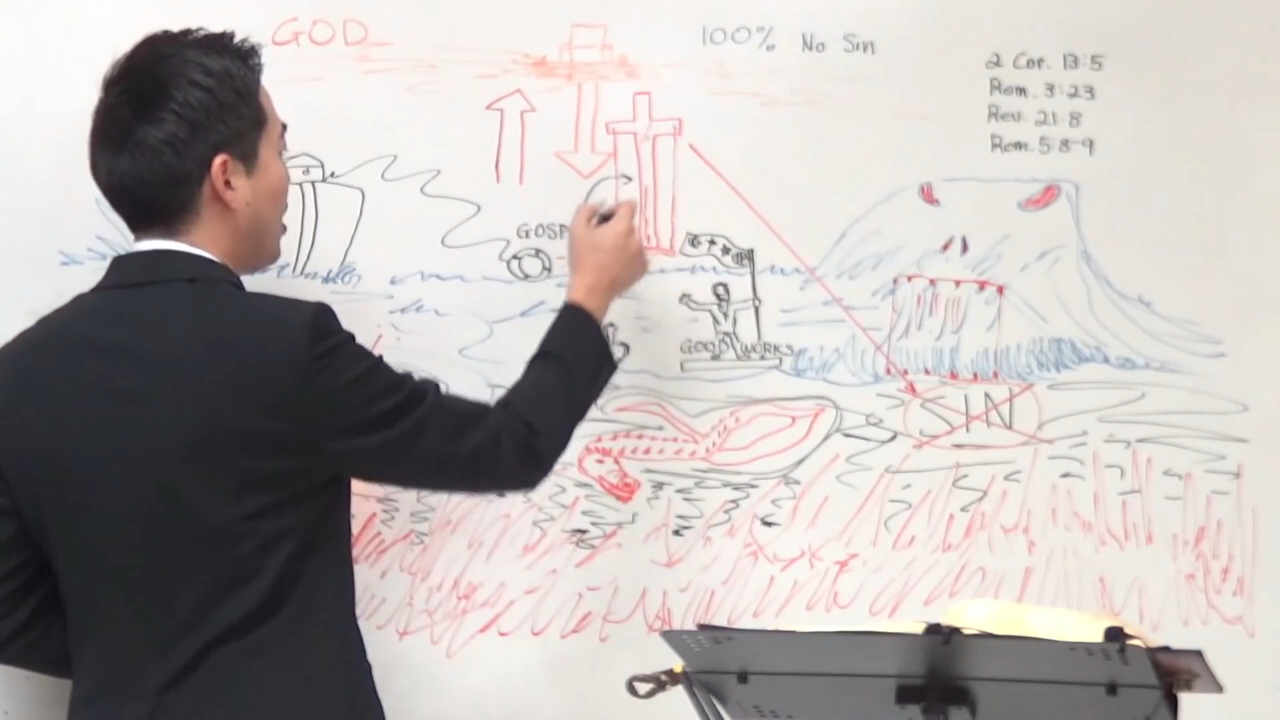 GOD
100% No Sin
2 Cor. 13:5
Rom. 3:23
Rev. 21:8
Rom. 5:8-9
GOSP
GOOD WORKS
SIN